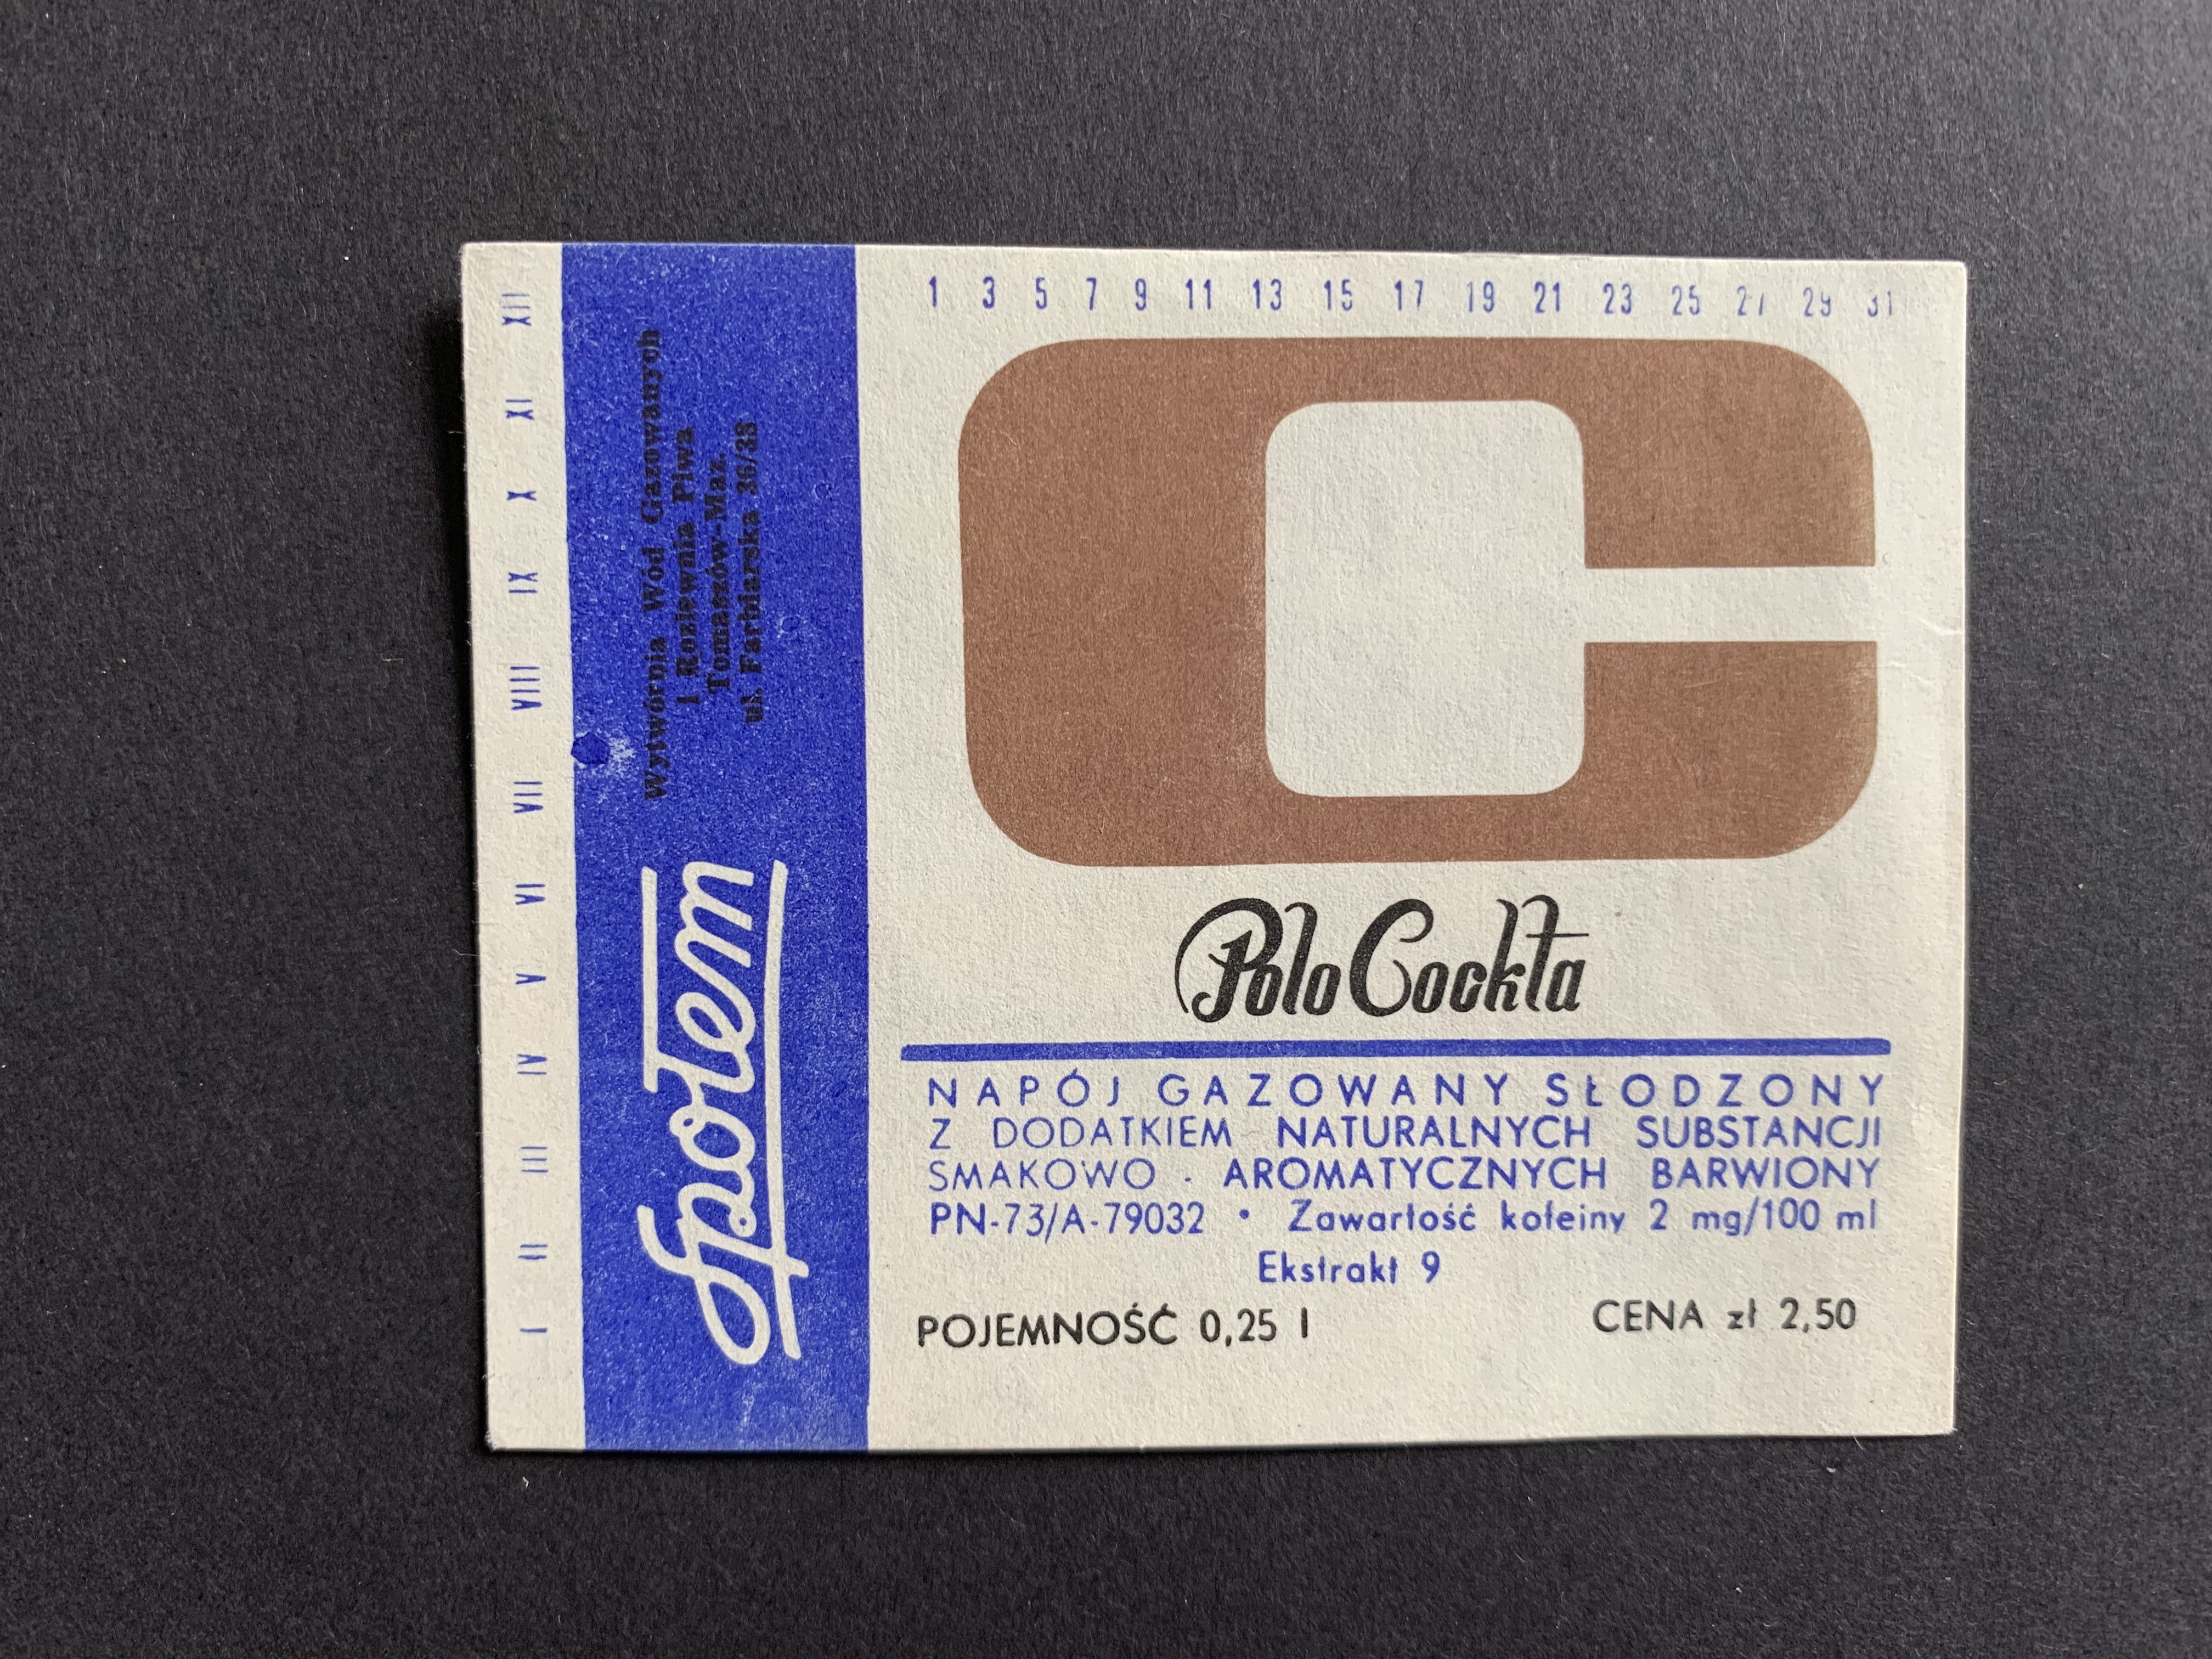 1 3 5 7 9 11 13 15 17 19 21 23 25 27 29 31
I II III IV V VI VII VIII IX X XI XII
Społem
Wytwórnia Wód Gazowanych
i Rozlewnia Piwa
Tomaszów-Maz.
ul. Farbiarska 36/38
C
Polo Cockta
NAPÓJ GAZOWANY SŁODZONY
Z DODATKIEM NATURALNYCH SUBSTANCJI
SMAKOWO - AROMATYCZNYCH BARWIONY
PN-73/A-79032 • Zawartość kofeiny 2 mg/100 ml
Ekstrakt 9
POJEMNOŚĆ 0,25 l
CENA zł 2,50